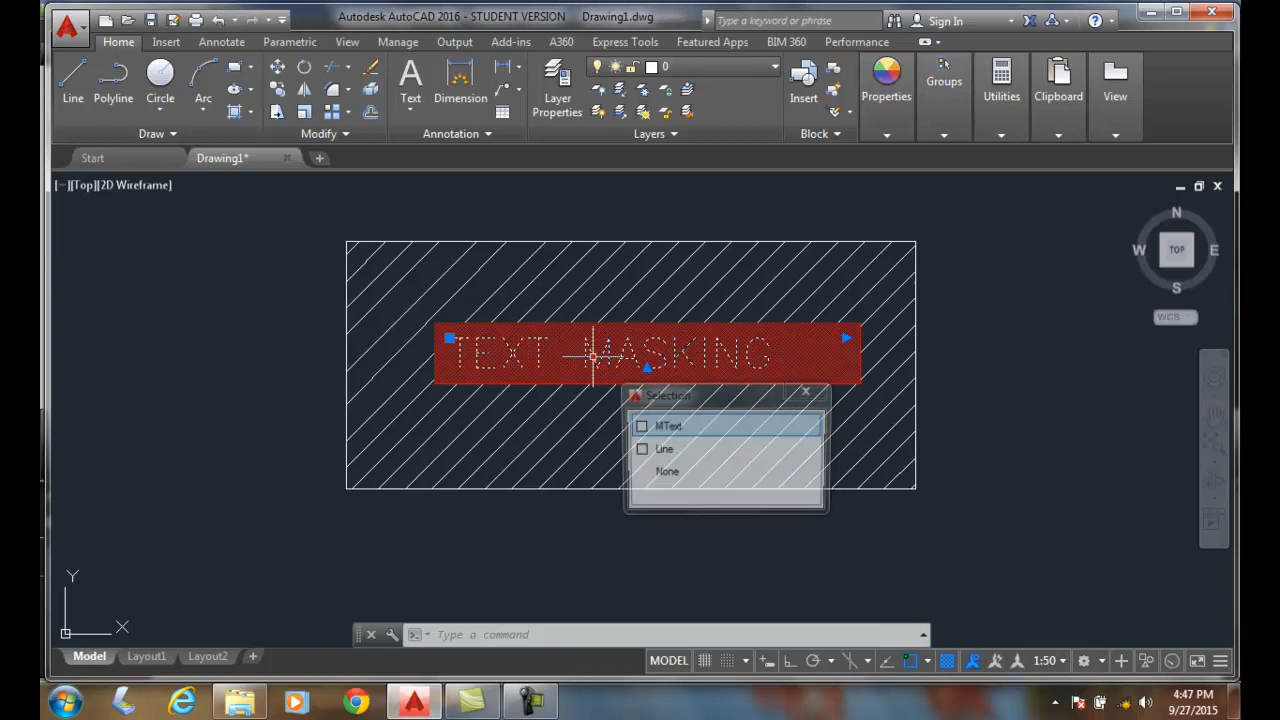 Autodesk AutoCAD 2016 - STUDENT VERSION Drawing1.dwg
Type a keyword or phrase
Sign In
Home Insert Annotate Parametric View Manage Output Add-ins A360 Express Tools Featured Apps BIM 360 Performance
Line Polyline Circle Arc
Text Dimension
Layer Properties
0
Insert
Properties
Groups
Utilities
Clipboard
View
Draw Modify Annotation Layers Block
Start Drawing1*
[−][Top][2D Wireframe]
N
W TOP E
S
WCS
TEXT MASKING
Selection
MText
Line
None
Y
X
Type a command
Model Layout1 Layout2
MODEL 1:50
4:47 PM
9/27/2015